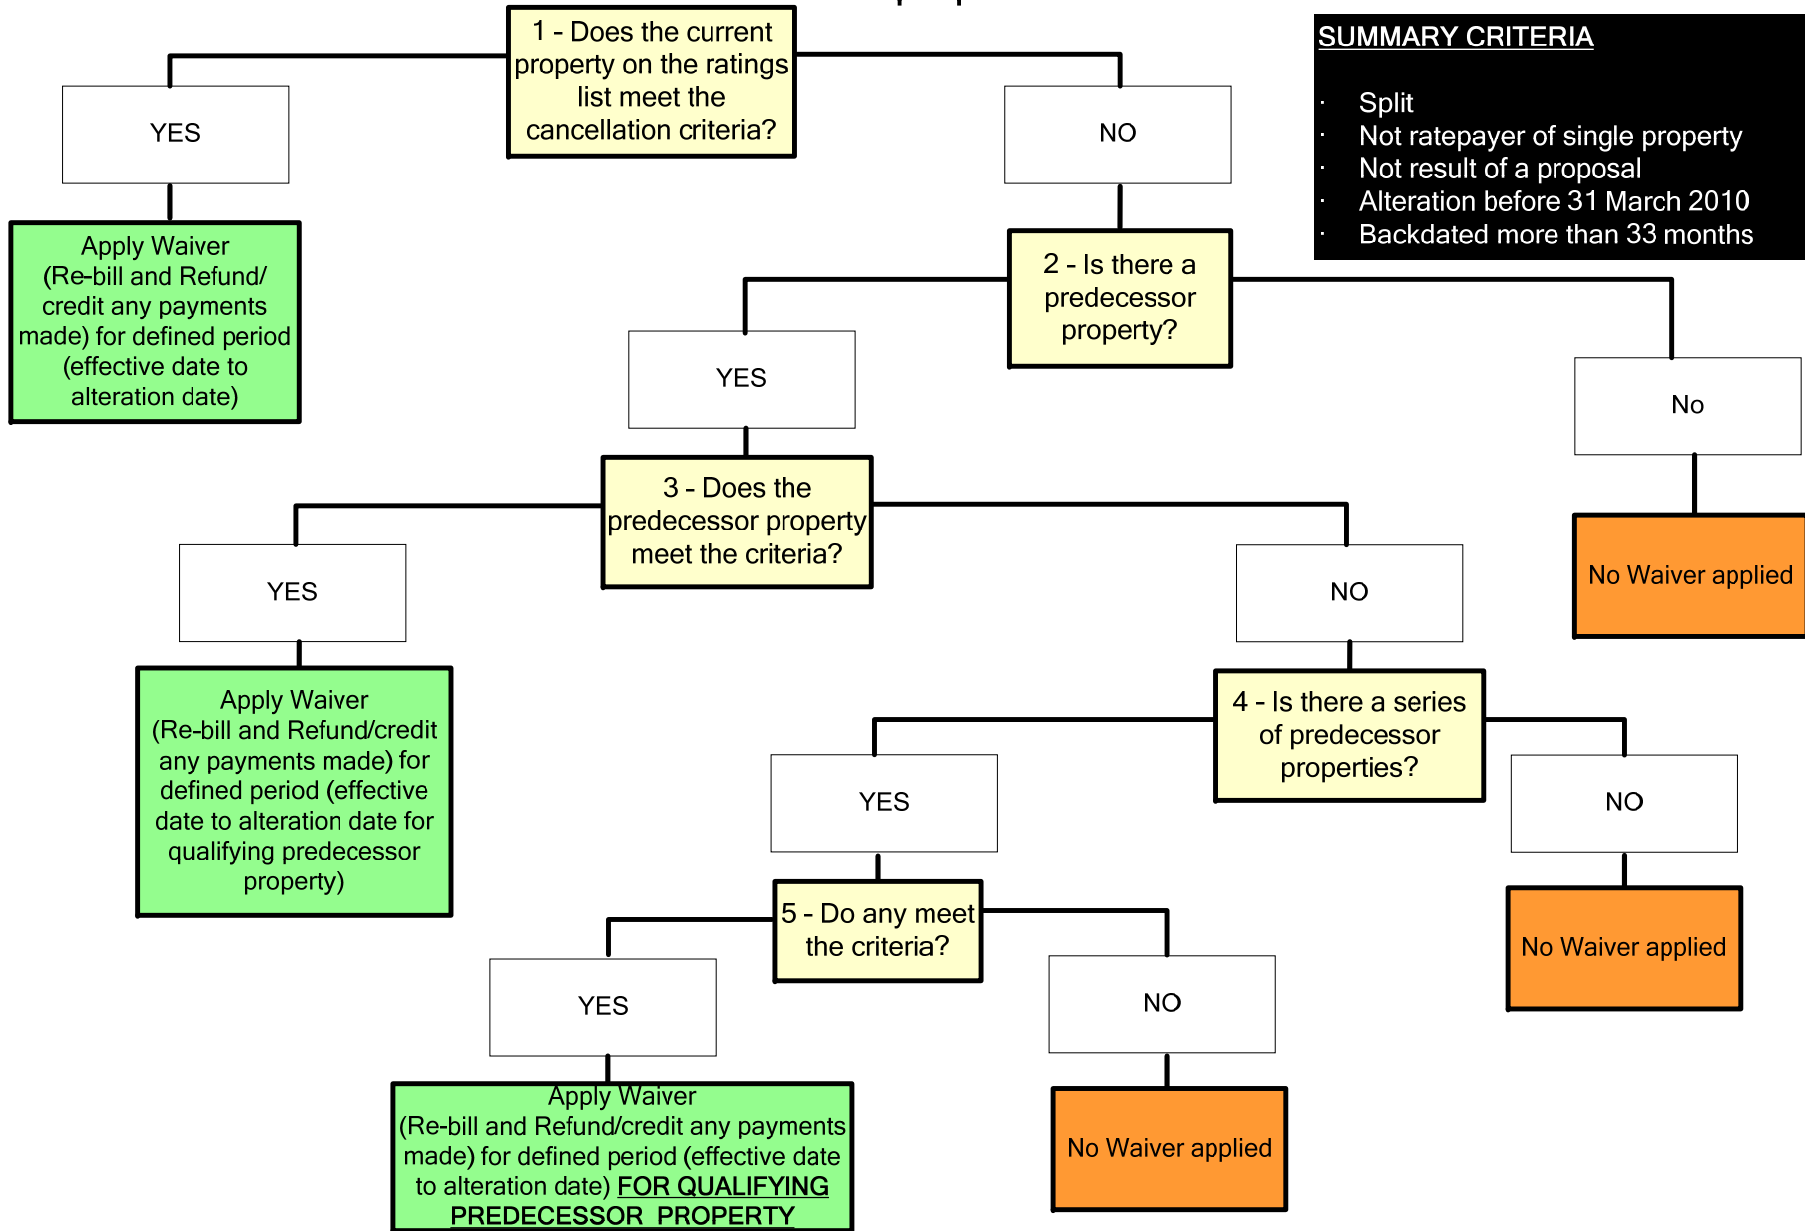 1 - Does the current
property on the ratings
list meet the
cancellation criteria?
SUMMARY CRITERIA
· Split
· Not ratepayer of single property
· Not result of a proposal
· Alteration before 31 March 2010
· Backdated more than 33 months
YES
NO
Apply Waiver
(Re-bill and Refund/
credit any payments
made) for defined period
(effective date to
alteration date)
2 - Is there a
predecessor
property?
YES
No
3 - Does the
predecessor property
meet the criteria?
No Waiver applied
YES
NO
Apply Waiver
(Re-bill and Refund/credit
any payments made) for
defined period (effective
date to alteration date for
qualifying predecessor
property)
4 - Is there a series
of predecessor
properties?
YES
NO
5 - Do any meet
the criteria?
No Waiver applied
YES
NO
Apply Waiver
(Re-bill and Refund/credit any payments
made) for defined period (effective date
to alteration date) FOR QUALIFYING
PREDECESSOR PROPERTY
No Waiver applied